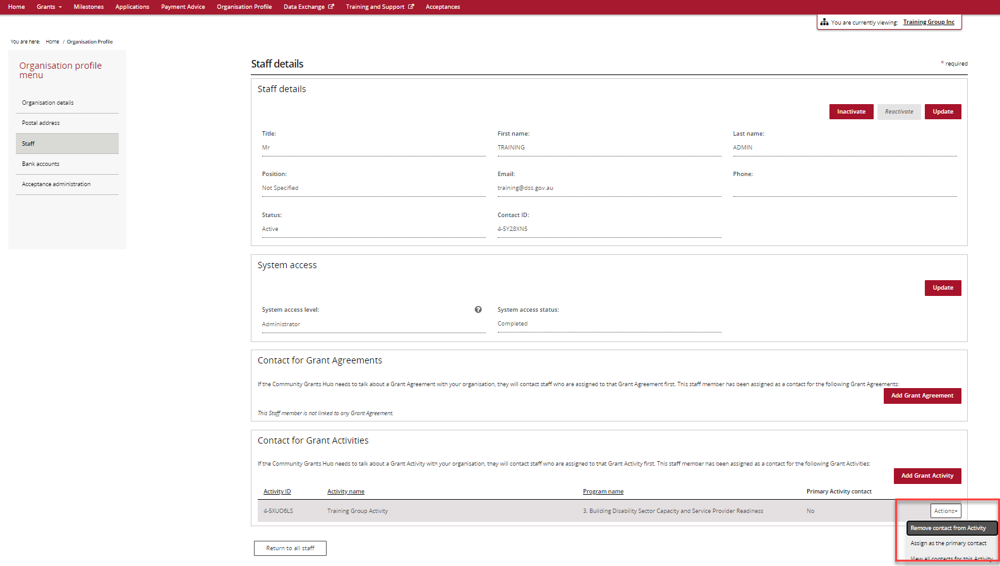 Home Grants Milestones Applications Payment Advice Organisation Profile Data Exchange Training and Support Acceptances
You are currently viewing: Training Group Inc
You are here: Home / Organisation Profile
Organisation profile
menu
Organisation details
Postal address
Staff
Bank accounts
Acceptance administration
Staff details
* required
Staff details
Inactivate Reactivate Update
Title: First name: Last name:
Mr TRAINING ADMIN
Position: Email: Phone:
Not Specified training@dss.gov.au
Status: Contact ID:
Active 4-5Y28XN5
System access
Update
System access level: System access status:
Administrator Completed
Contact for Grant Agreements
If the Community Grants Hub needs to talk about a Grant Agreement with your organisation, they will contact staff who are assigned to that Grant Agreement first. This staff member has been assigned as a contact for the following Grant Agreements:
Add Grant Agreement
This Staff member is not linked to any Grant Agreement.
Contact for Grant Activities
If the Community Grants Hub needs to talk about a Grant Activity with your organisation, they will contact staff who are assigned to that Grant Activity first. This staff member has been assigned as a contact for the following Grant Activities:
Add Grant Activity
Activity ID Activity name Program name Primary Activity contact
4-5XUO6LS Training Group Activity 3. Building Disability Sector Capacity and Service Provider Readiness No Actions
Remove contact from Activity
Assign as the primary contact
View all contacts for this Activity
Return to all staff